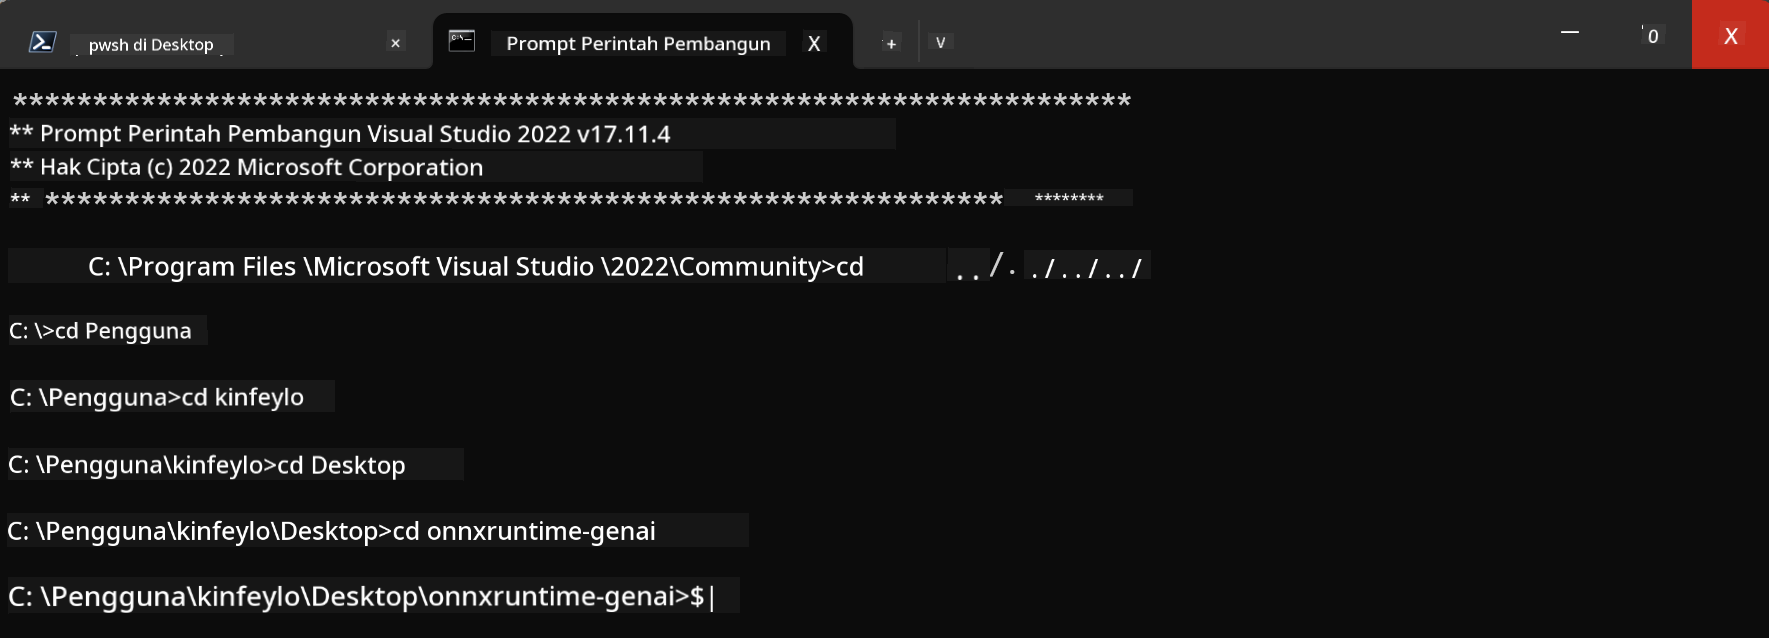 pwsh di Desktop × Prompt Perintah Pembangun X + V — 0 X
**********************************************************************
** Prompt Perintah Pembangun Visual Studio 2022 v17.11.4
** Hak Cipta (c) 2022 Microsoft Corporation
** ************************************************************ ********
C: \Program Files \Microsoft Visual Studio \2022\Community>cd ../../../../
C: \>cd Pengguna
C: \Pengguna>cd kinfeylo
C: \Pengguna\kinfeylo>cd Desktop
C: \Pengguna\kinfeylo\Desktop>cd onnxruntime-genai
C: \Pengguna\kinfeylo\Desktop\onnxruntime-genai>$|